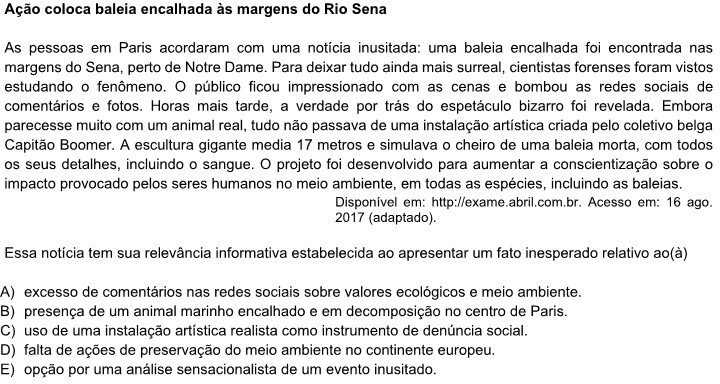 Ação coloca baleia encalhada às margens do Rio Sena
As pessoas em Paris acordaram com uma notícia inusitada: uma baleia encalhada foi encontrada nas
margens do Sena, perto de Notre Dame. Para deixar tudo ainda mais surreal, cientistas forenses foram vistos
estudando o fenômeno. O público ficou impressionado com as cenas e bombou as redes sociais de
comentários e fotos. Horas mais tarde, a verdade por trás do espetáculo bizarro foi revelada. Embora
parecesse muito com um animal real, tudo não passava de uma instalação artística criada pelo coletivo belga
Capitão Boomer. A escultura gigante media 17 metros e simulava o cheiro de uma baleia morta, com todos
os seus detalhes, incluindo o sangue. O projeto foi desenvolvido para aumentar a conscientização sobre o
impacto provocado pelos seres humanos no meio ambiente, em todas as espécies, incluindo as baleias.
Disponível em: http://exame.abril.com.br. Acesso em: 16 ago.
2017 (adaptado).
Essa notícia tem sua relevância informativa estabelecida ao apresentar um fato inesperado relativo ao(à)
A) excesso de comentários nas redes sociais sobre valores ecológicos e meio ambiente.
B) presença de um animal marinho encalhado e em decomposição no centro de Paris.
C) uso de uma instalação artística realista como instrumento de denúncia social.
D) falta de ações de preservação do meio ambiente no continente europeu.
E) opção por uma análise sensacionalista de um evento inusitado.